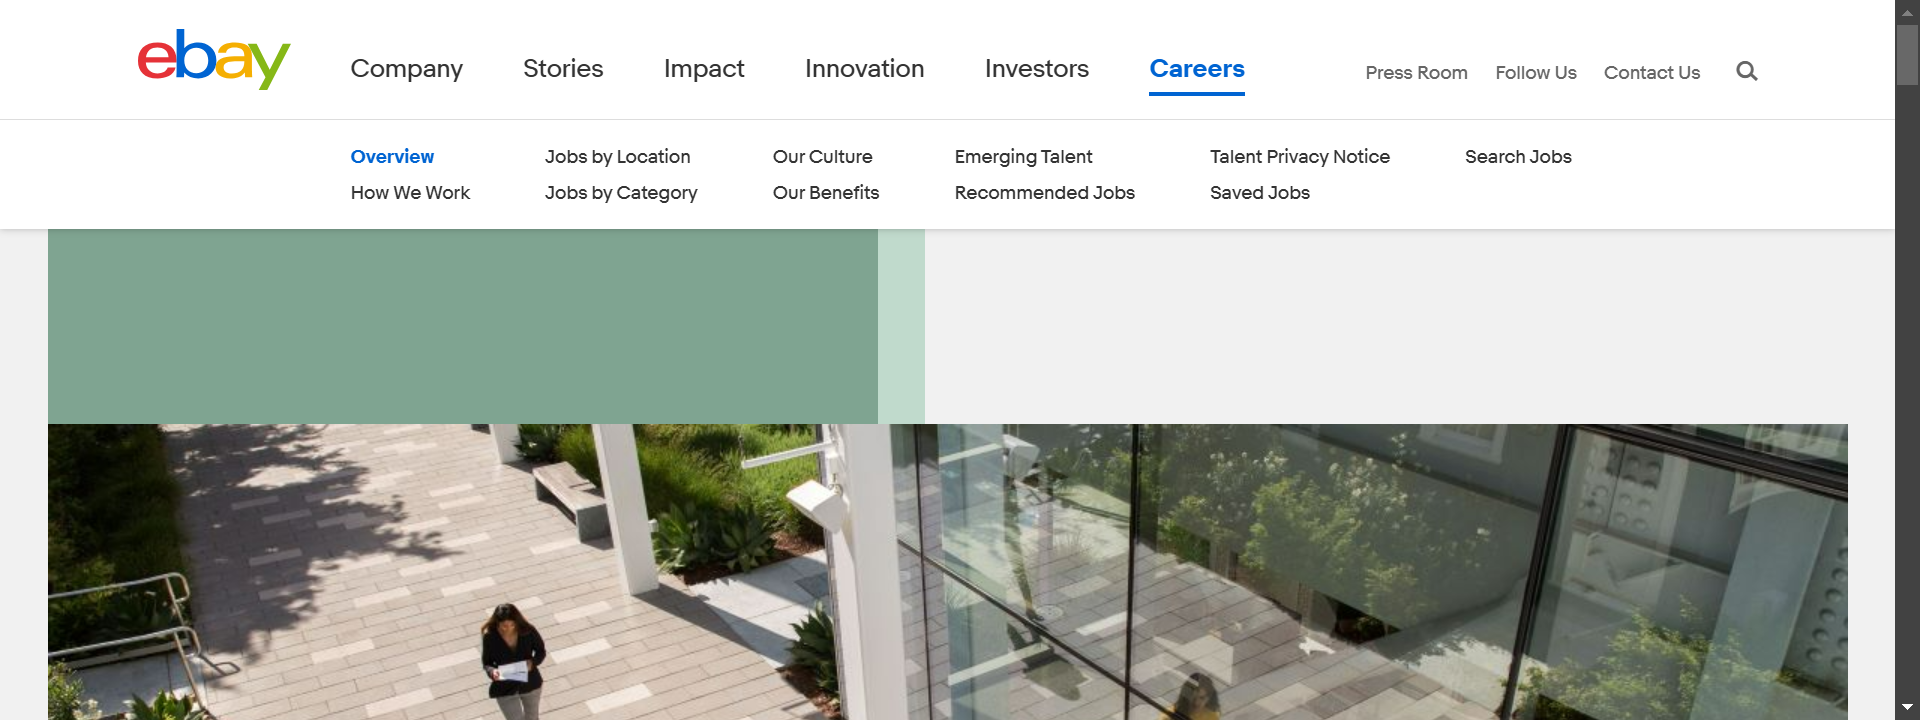 ebay
Company Stories Impact Innovation Investors Careers
Press Room Follow Us Contact Us
Overview Jobs by Location Our Culture Emerging Talent Talent Privacy Notice Search Jobs
How We Work Jobs by Category Our Benefits Recommended Jobs Saved Jobs